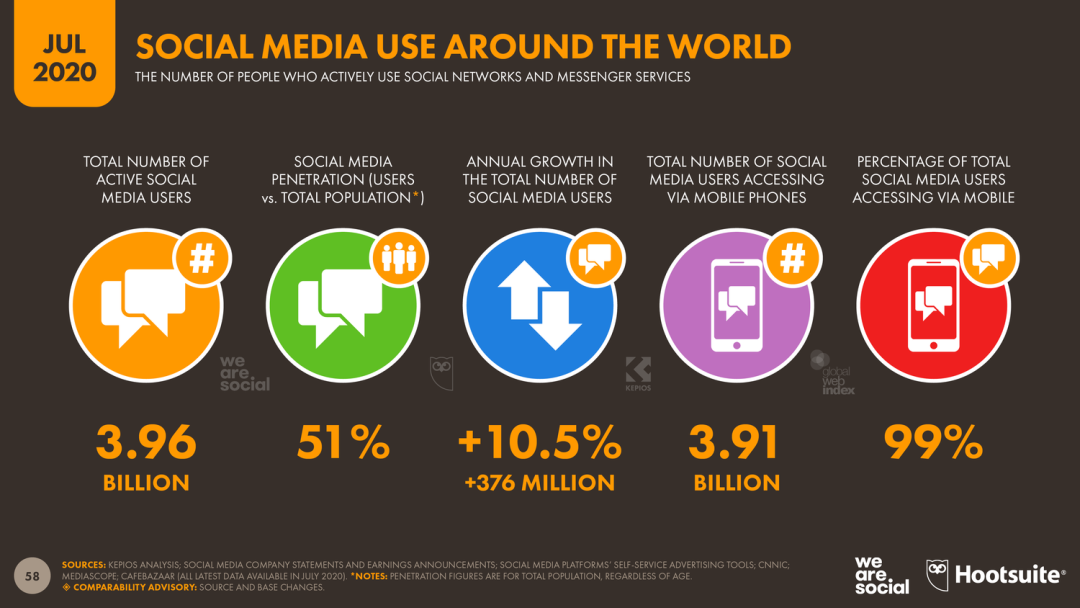 JUL
2020
SOCIAL MEDIA USE AROUND THE WORLD
THE NUMBER OF PEOPLE WHO ACTIVELY USE SOCIAL NETWORKS AND MESSENGER SERVICES
TOTAL NUMBER OF
ACTIVE SOCIAL
MEDIA USERS
SOCIAL MEDIA
PENETRATION (USERS
vs. TOTAL POPULATION*)
ANNUAL GROWTH IN
THE TOTAL NUMBER OF
SOCIAL MEDIA USERS
TOTAL NUMBER OF SOCIAL
MEDIA USERS ACCESSING
VIA MOBILE PHONES
PERCENTAGE OF TOTAL
SOCIAL MEDIA USERS
ACCESSING VIA MOBILE
#
#
we
are
social
KEPIOS
global
web
index
3.96
BILLION
51%
+10.5%
+376 MILLION
3.91
BILLION
99%
58
SOURCES: KEPIOS ANALYSIS; SOCIAL MEDIA COMPANY STATEMENTS AND EARNINGS ANNOUNCEMENTS; SOCIAL MEDIA PLATFORMS' SELF-SERVICE ADVERTISING TOOLS; CNNIC;
MEDIASCOPE; CAFEBAZAAR (ALL LATEST DATA AVAILABLE IN JULY 2020). *NOTES: PENETRATION FIGURES ARE FOR TOTAL POPULATION, REGARDLESS OF AGE.
◈ COMPARABILITY ADVISORY: SOURCE AND BASE CHANGES.
we
are
social
Hootsuite®